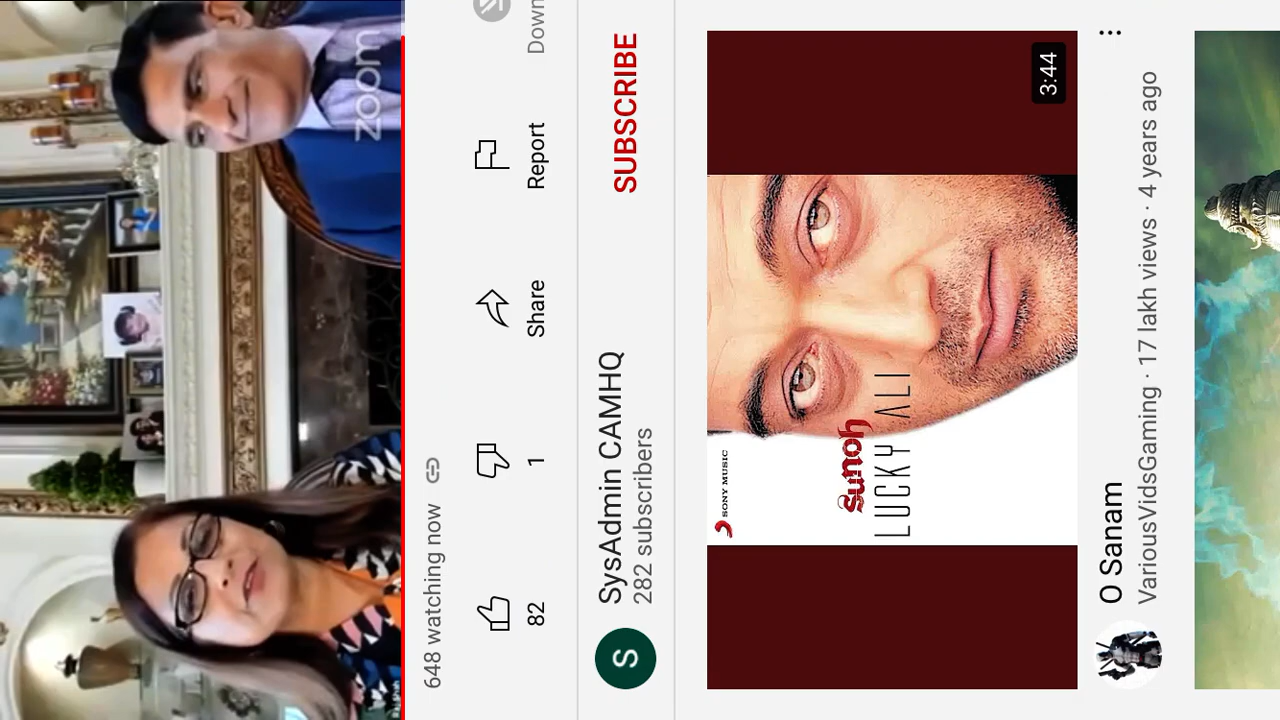 zoom
648 watching now
82
1
Share
Report
Down
S
SysAdmin CAMHQ
282 subscribers
SUBSCRIBE
SONY MUSIC
sunoh
LUCKY ALI
3:44
O Sanam
VariousVidsGaming · 17 lakh views · 4 years ago